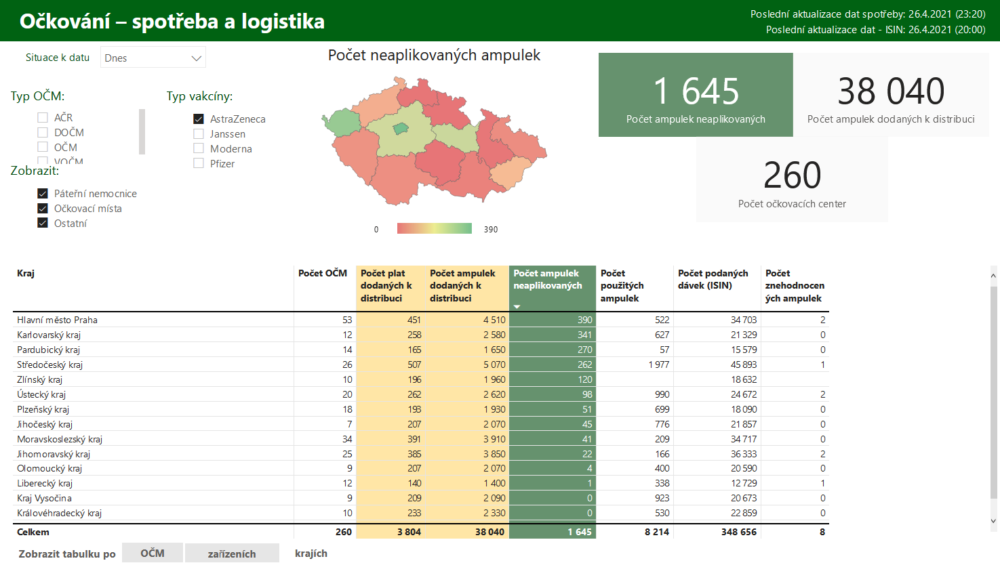 Očkování – spotřeba a logistika
Poslední aktualizace dat spotřeby: 26.4.2021 (23:20)
Poslední aktualizace dat - ISIN: 26.4.2021 (20:00)
Situace k datu Dnes
Typ OČM:
AČR
DOČM
OČM
VOČM
Zobrazit:
Páteřní nemocnice
Očkovací místa
Ostatní
Typ vakcíny:
AstraZeneca
Janssen
Moderna
Pfizer
Počet neaplikovaných ampulek
0 390
1 645
Počet ampulek neaplikovaných
38 040
Počet ampulek dodaných k distribuci
260
Počet očkovacích center
Kraj Počet OČM Počet plat Počet ampulek Počet ampulek Počet Počet podaných Počet
dodaných k dodaných k neaplikovaných použitých dávek (ISIN) znehodnocen
distribuci distribuci ampulek ých ampulek
Hlavní město Praha 53 451 4 510 390 522 34 703 2
Karlovarský kraj 12 258 2 580 341 627 21 329 0
Pardubický kraj 14 165 1 650 270 57 15 579 0
Středočeský kraj 26 507 5 070 262 1 977 45 893 1
Zlínský kraj 10 196 1 960 120 18 632
Ústecký kraj 20 262 2 620 98 990 24 672 2
Plzeňský kraj 18 193 1 930 51 699 18 090 0
Jihočeský kraj 7 207 2 070 45 776 21 857 0
Moravskoslezský kraj 34 391 3 910 41 209 34 717 0
Jihomoravský kraj 25 385 3 850 22 166 36 333 2
Olomoucký kraj 9 207 2 070 4 400 20 590 0
Liberecký kraj 12 140 1 400 1 338 12 729 1
Kraj Vysočina 9 209 2 090 0 923 20 673 0
Královéhradecký kraj 10 233 2 330 0 530 22 859 0
Celkem 260 3 804 38 040 1 645 8 214 348 656 8
Zobrazit tabulku po OČM zařízeních krajích